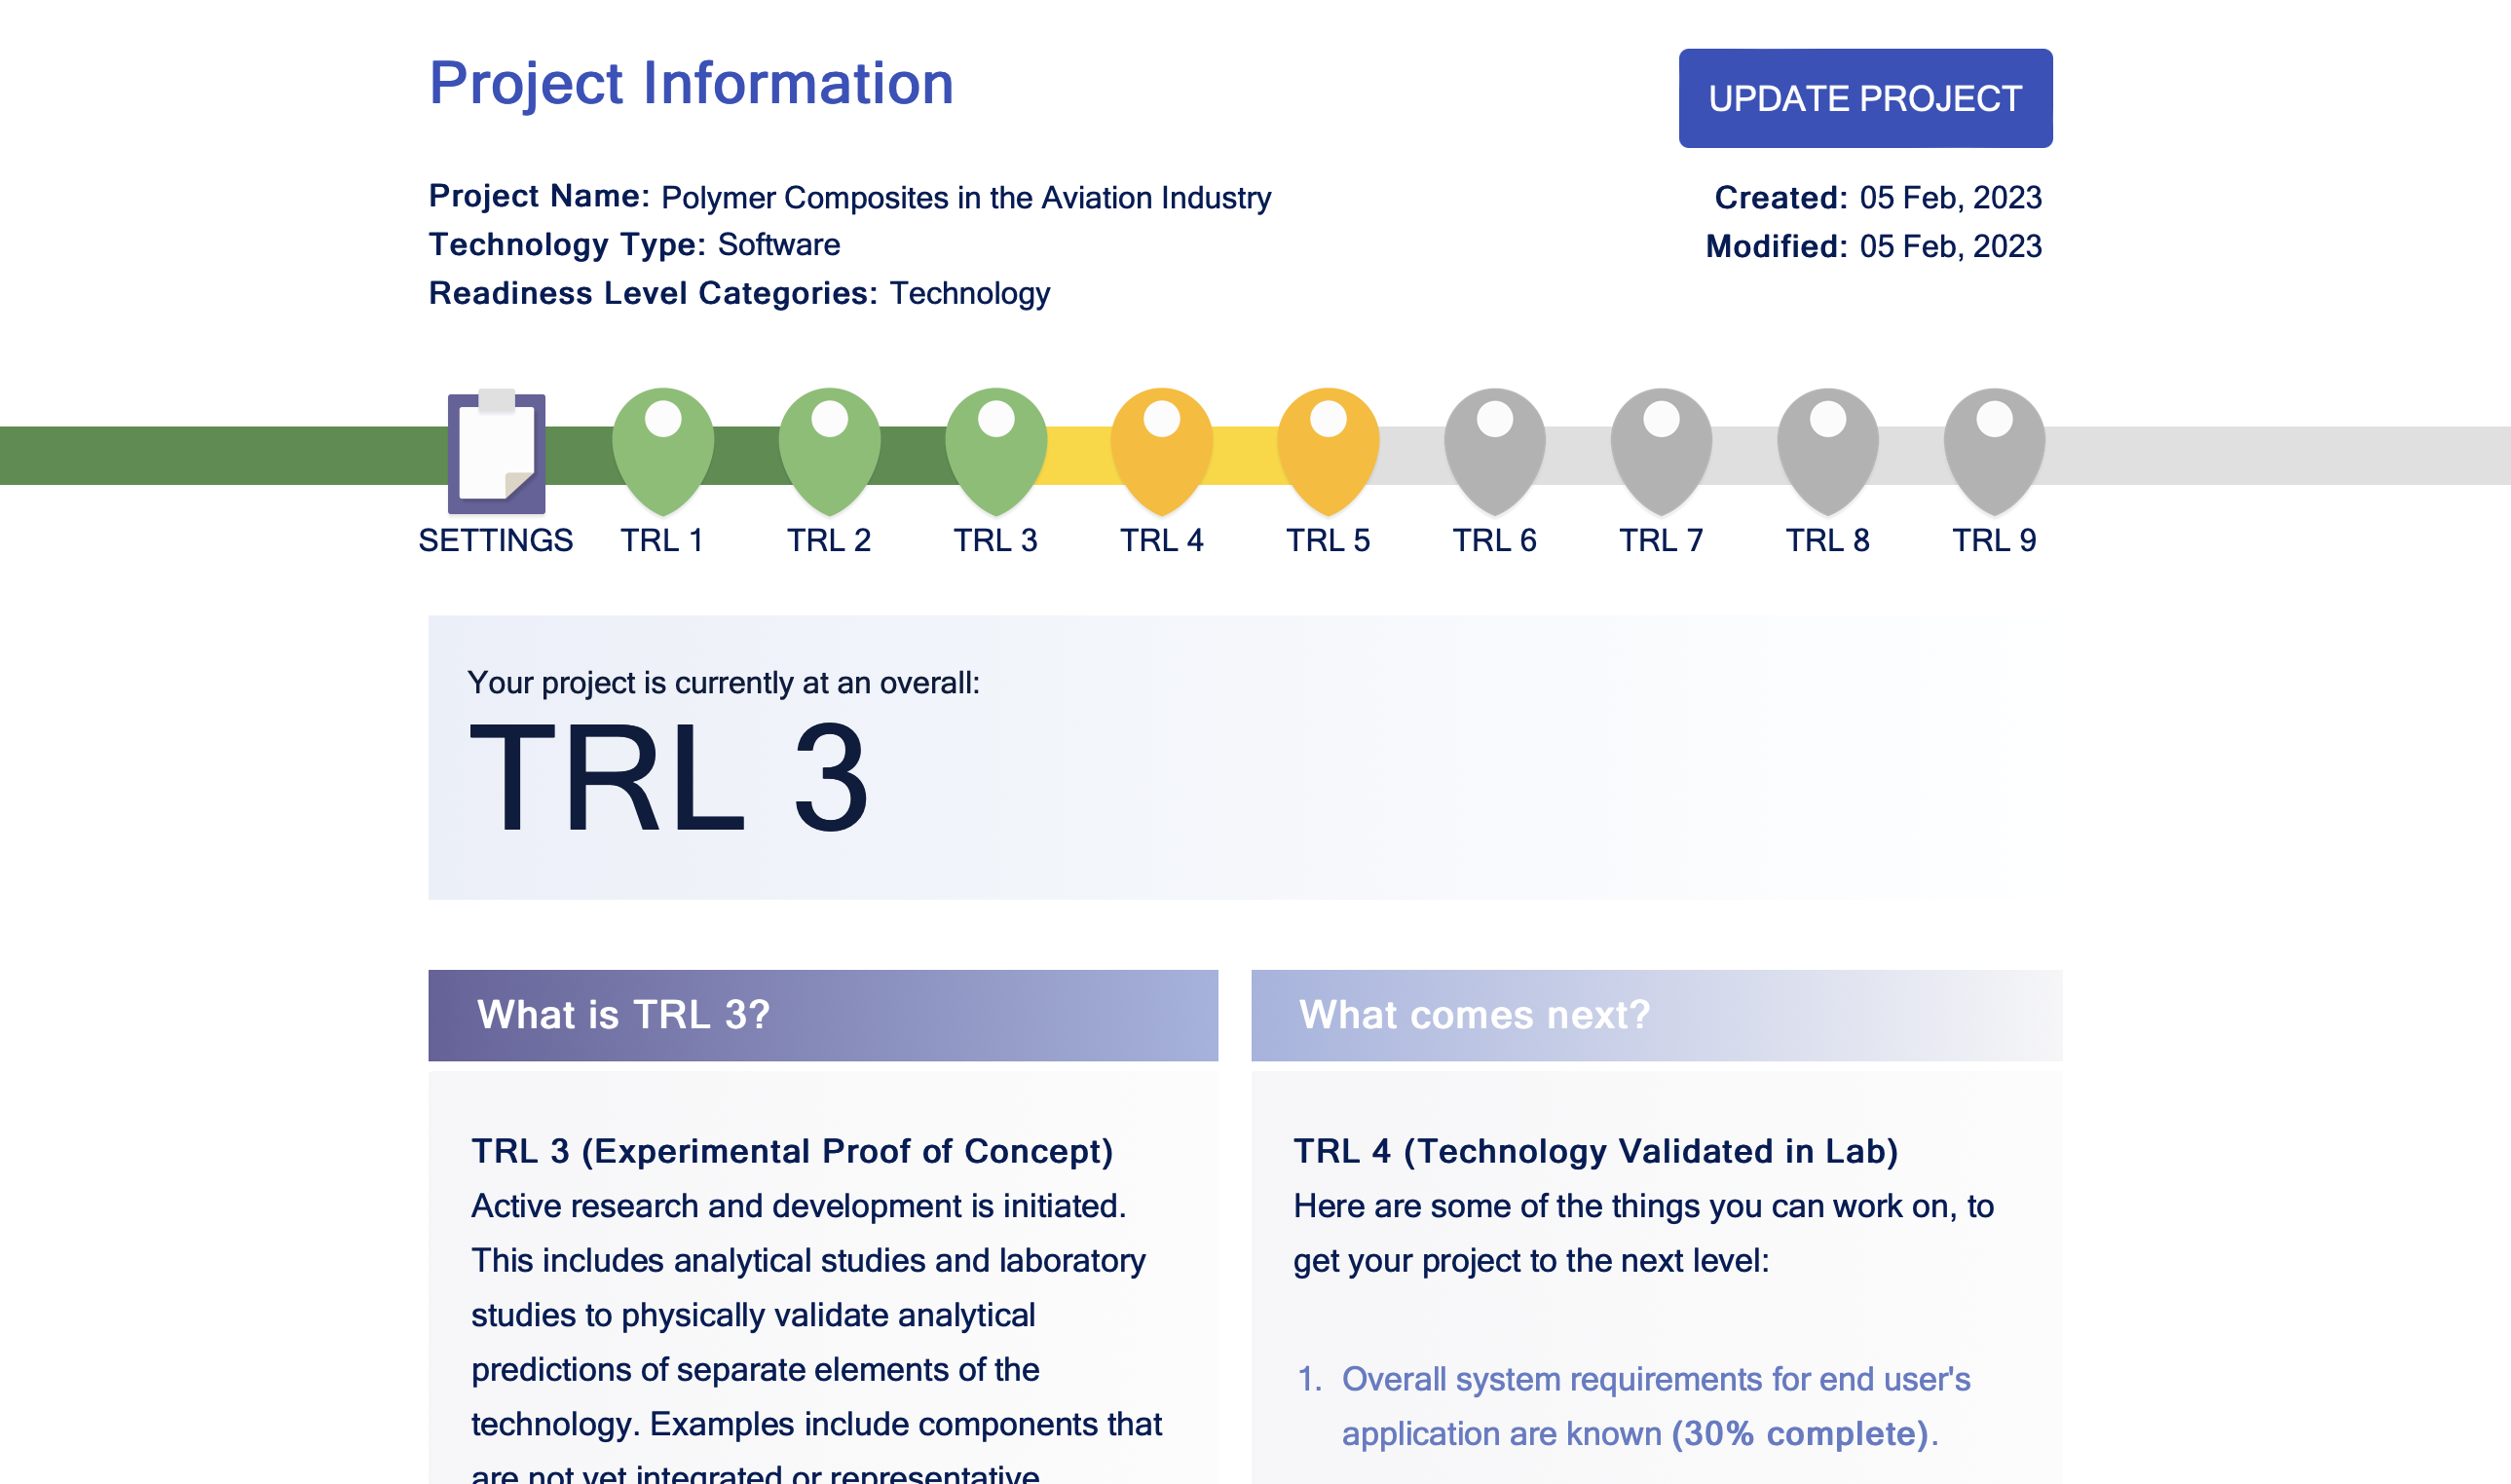 Project Information
UPDATE PROJECT
Project Name: Polymer Composites in the Aviation Industry
Created: 05 Feb, 2023
Technology Type: Software
Modified: 05 Feb, 2023
Readiness Level Categories: Technology
SETTINGS TRL 1 TRL 2 TRL 3 TRL 4 TRL 5 TRL 6 TRL 7 TRL 8 TRL 9
Your project is currently at an overall:
TRL 3
What is TRL 3?
TRL 3 (Experimental Proof of Concept)
Active research and development is initiated.
This includes analytical studies and laboratory
studies to physically validate analytical
predictions of separate elements of the
technology. Examples include components that
are not yet integrated or representative
What comes next?
TRL 4 (Technology Validated in Lab)
Here are some of the things you can work on, to
get your project to the next level:
1. Overall system requirements for end user's
application are known (30% complete).